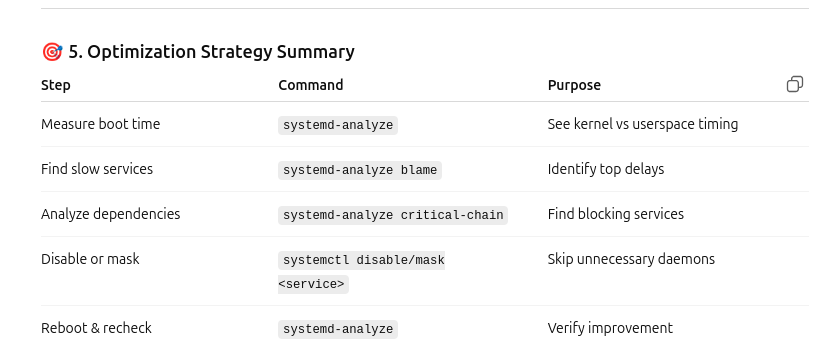 🎯 5. Optimization Strategy Summary
Step Command Purpose
Measure boot time systemd-analyze See kernel vs userspace timing
Find slow services systemd-analyze blame Identify top delays
Analyze dependencies systemd-analyze critical-chain Find blocking services
Disable or mask systemctl disable/mask Skip unnecessary daemons
<service>
Reboot & recheck systemd-analyze Verify improvement